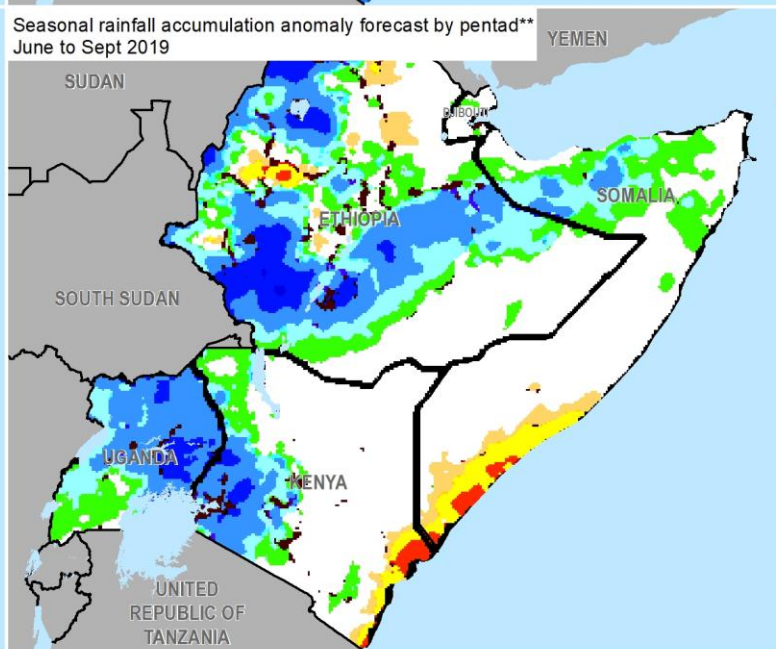 Seasonal rainfall accumulation anomaly forecast by pentad**
June to Sept 2019
YEMEN
SUDAN
DJIBOUTI
SOMALIA
ETHIOPIA
SOUTH SUDAN
UGANDA
KENYA
UNITED
REPUBLIC OF
TANZANIA